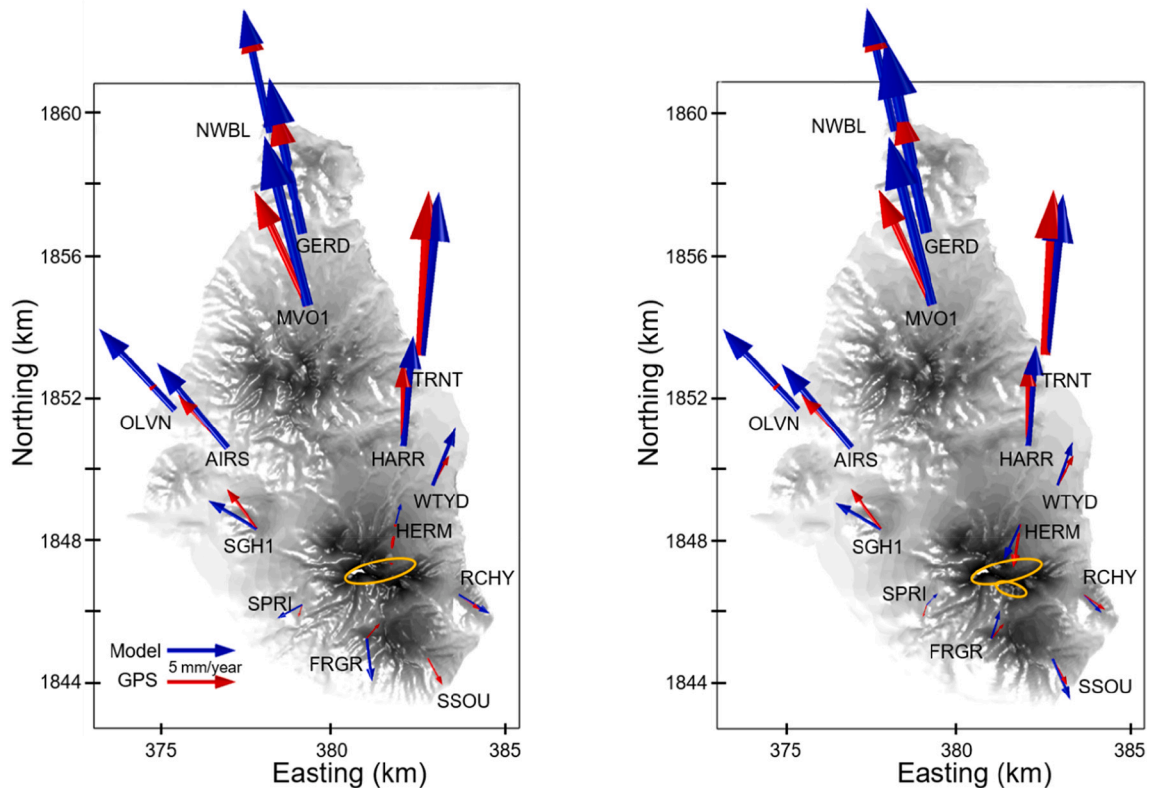 1860
NWBL
GERD
1856
MVO1
TRNT
1852
OLVN
AIRS
HARR
WTYD
SGH1
HERM
1848
RCHY
SPRI
Model
5 mm/year
GPS
FRGR
SSOU
1844
Northing (km)
375
380
385
Easting (km)
1860
NWBL
GERD
1856
MVO1
TRNT
1852
OLVN
AIRS
HARR
WTYD
HERM
SGH1
1848
RCHY
SPRI
FRGR
SSOU
1844
Northing (km)
375
380
385
Easting (km)